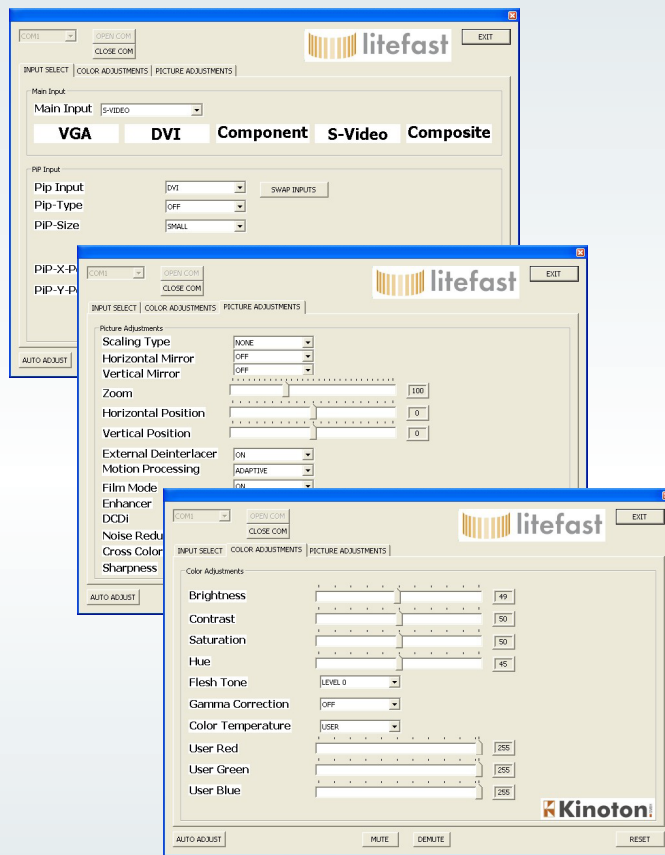 COM1 OPEN COM litefast EXIT
CLOSE COM
INPUT SELECT COLOR ADJUSTMENTS PICTURE ADJUSTMENTS
Main Input
Main Input S-VIDEO
VGA DVI Component S-Video Composite
PiP Input
Pip Input DVI SWAP INPUTS
Pip-Type OFF
PiP-Size SMALL
PiP-X-P
PiP-Y-P
AUTO ADJUST
COM1 OPEN COM litefast EXIT
CLOSE COM
INPUT SELECT COLOR ADJUSTMENTS PICTURE ADJUSTMENTS
Picture Adjustments
Scaling Type NONE
Horizontal Mirror OFF
Vertical Mirror OFF
Zoom 100
Horizontal Position 0
Vertical Position 0
External Deinterlacer ON
Motion Processing ADAPTIVE
Film Mode ON
Enhancer
DCDi
Noise Redu
Cross Color
Sharpness
AUTO ADJUST
COM1 OPEN COM litefast EXIT
CLOSE COM
INPUT SELECT COLOR ADJUSTMENTS PICTURE ADJUSTMENTS
Color Adjustments
Brightness 49
Contrast 50
Saturation 50
Hue 45
Flesh Tone LEVEL 0
Gamma Correction OFF
Color Temperature USER
User Red 255
User Green 255
User Blue 255
Kinoton
AUTO ADJUST MUTE DEMUTE RESET